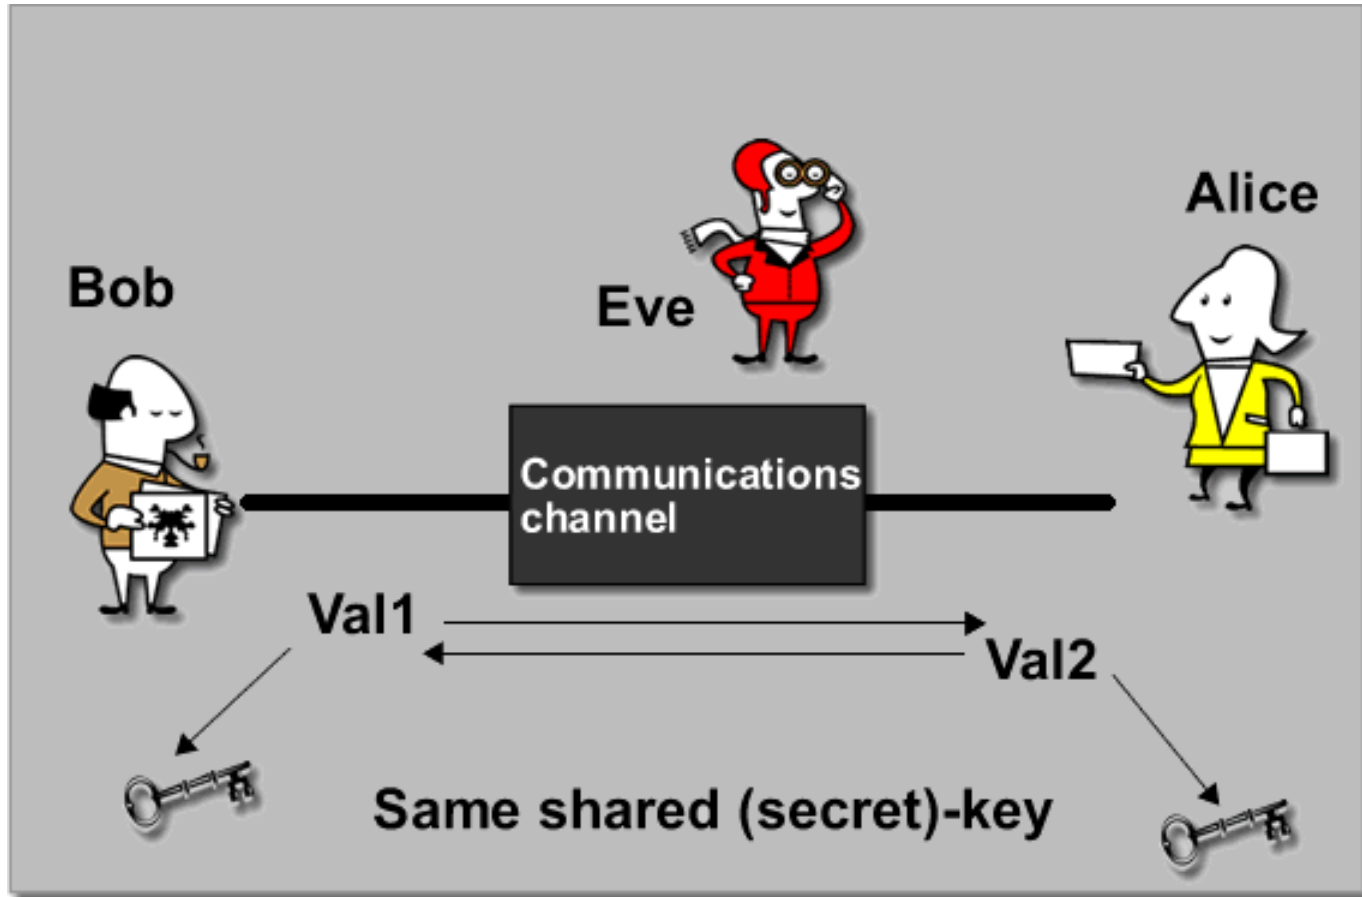 Alice
Bob
Eve
Communications
channel
Val1
Val2
Same shared (secret)-key